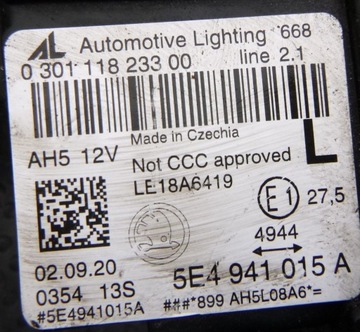 AL Automotive Lighting 668
0 301 118 233 00 line 2.1
Made in Czechia
AH5 12V
Not CCC approved L
LE18A6419
E1 27,5
4944
02.09.20
5E4 941 015 A
0354 13S
#5E4941015A ###*899 AH5L08A6*=